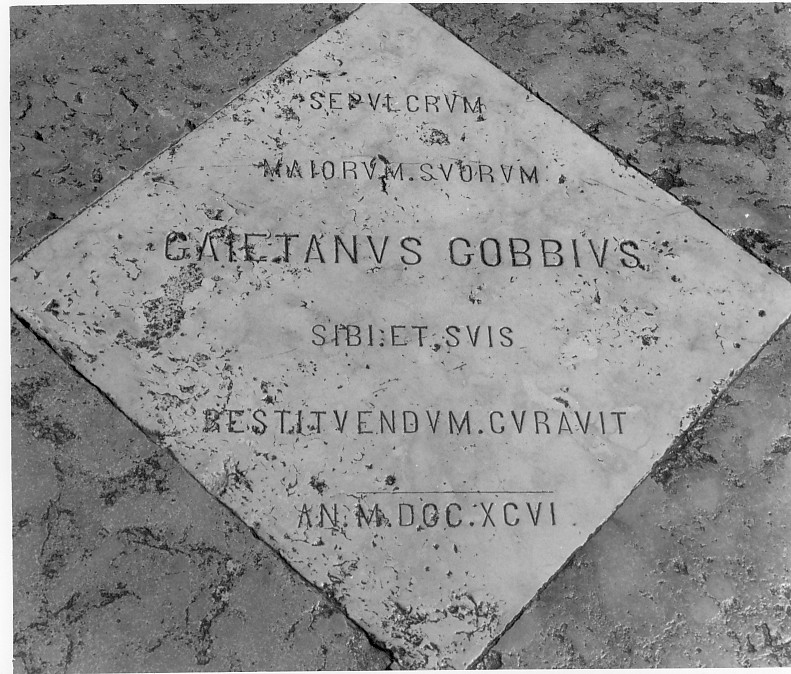 SEPVLCRVM
MAIORVM.SVORVM
GAIETANVS GOBBIVS
SIBI.ET.SVIS
RESTITVENDVM.CVRAVIT
AN.M.DCC.XCVI